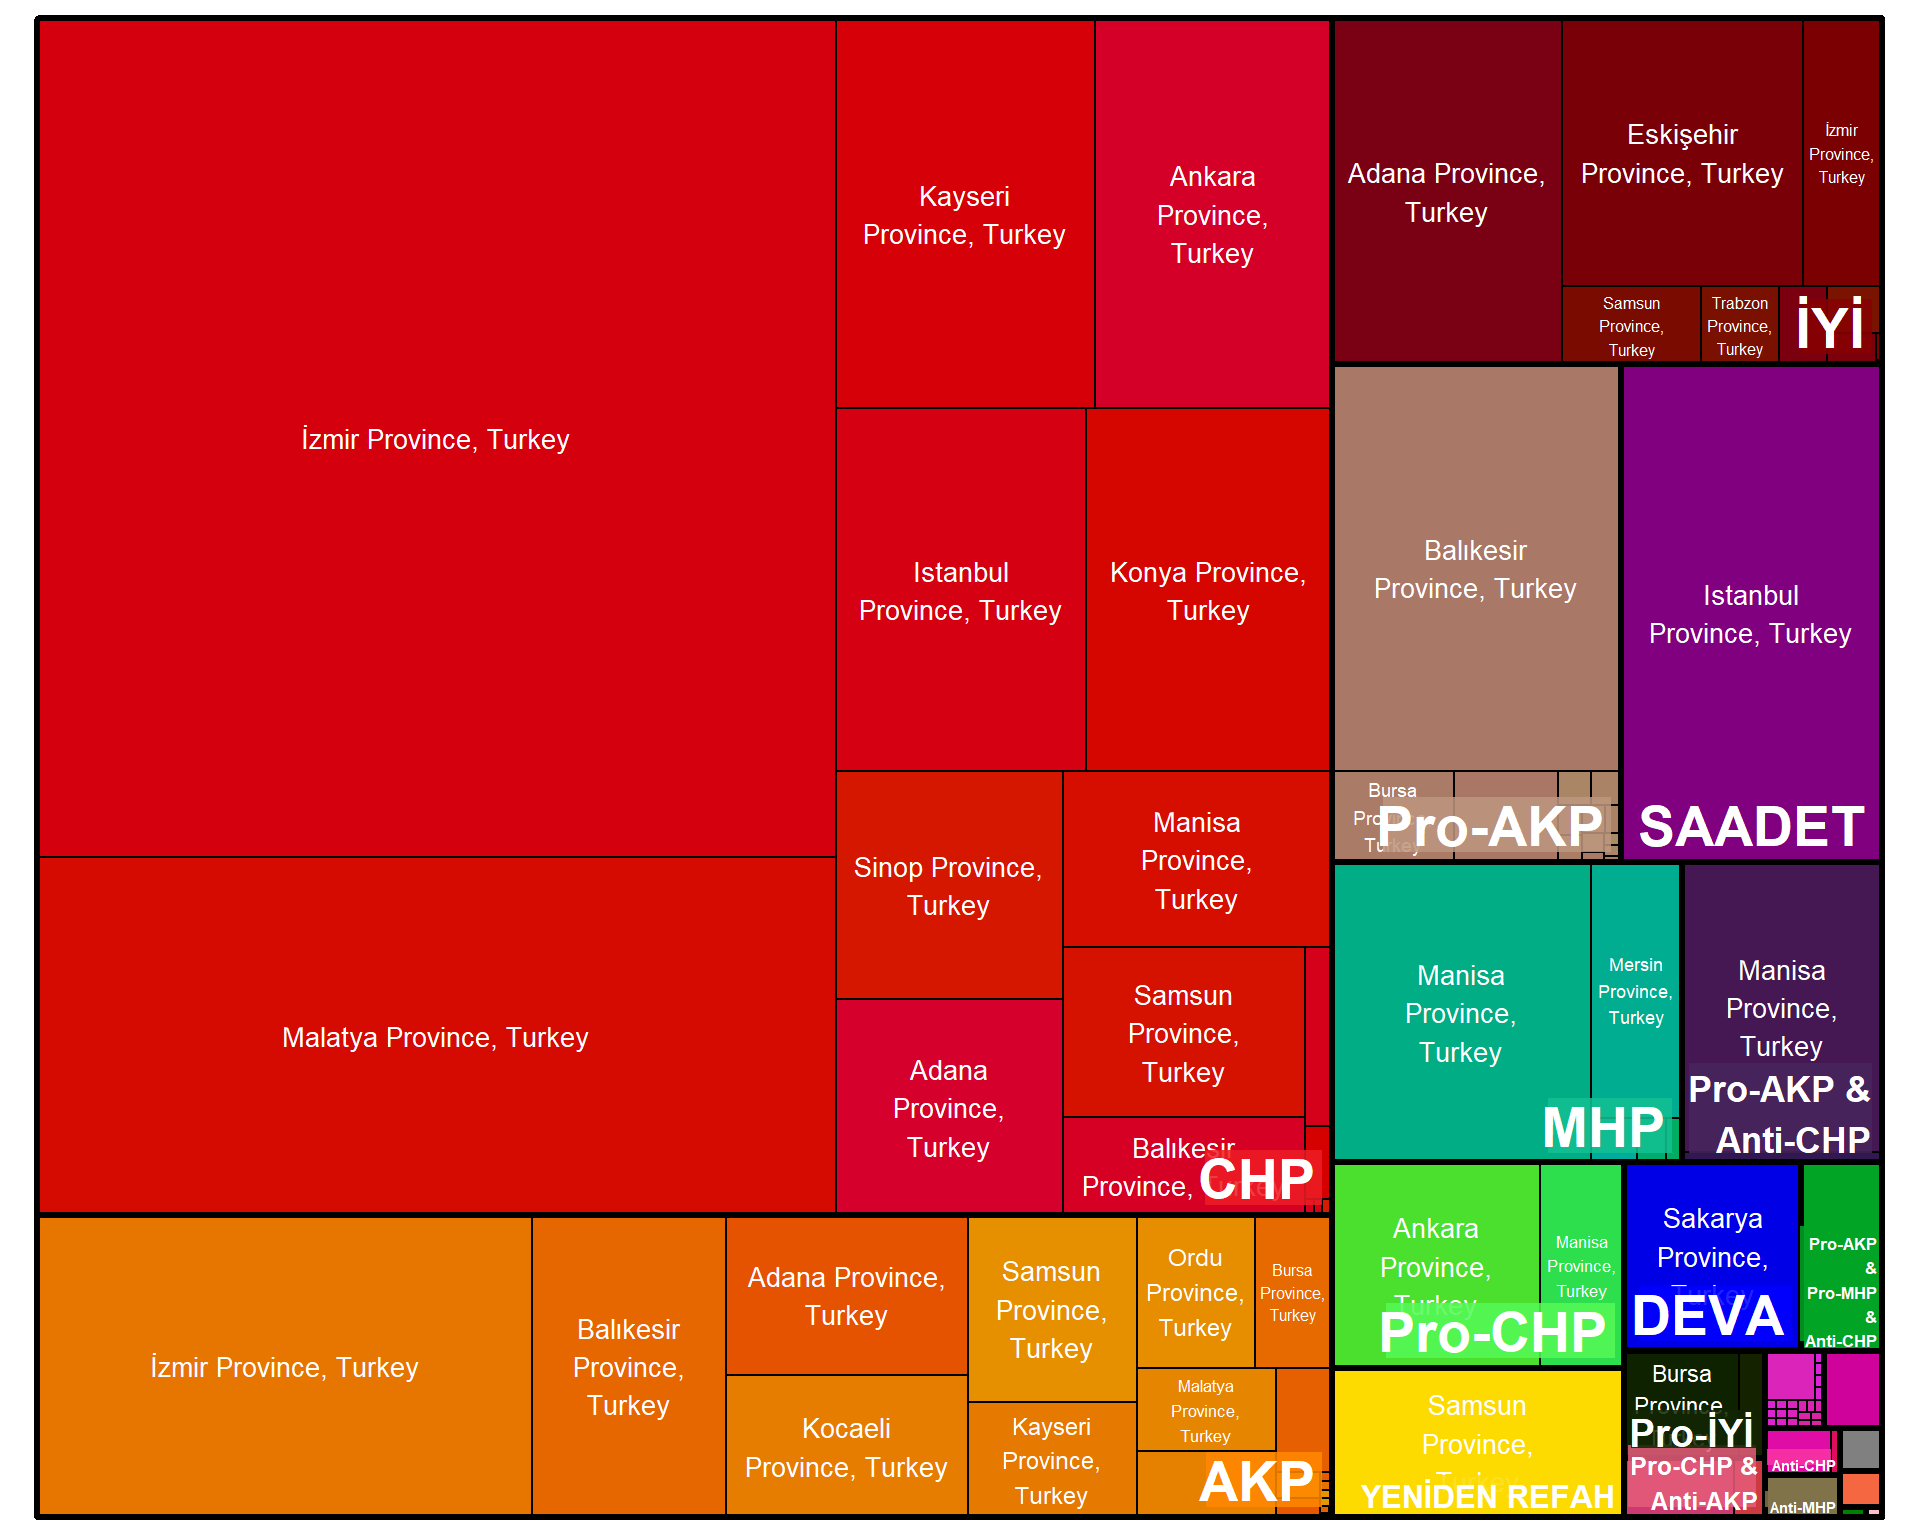 İzmir Province, Turkey
Malatya Province, Turkey
Kayseri
Province, Turkey
Ankara
Province,
Turkey
Istanbul
Province, Turkey
Konya Province,
Turkey
Sinop Province,
Turkey
Manisa
Province,
Turkey
Adana
Province,
Turkey
Samsun
Province,
Turkey
Balıkesir
Province, Turkey
CHP
İzmir Province, Turkey
Balıkesir
Province,
Turkey
Adana Province,
Turkey
Kocaeli
Province, Turkey
Samsun
Province,
Turkey
Kayseri
Province,
Turkey
Ordu
Province,
Turkey
Bursa
Province,
Turkey
Malatya
Province,
Turkey
AKP
Adana Province,
Turkey
Eskişehir
Province, Turkey
İzmir
Province,
Turkey
Samsun
Province,
Turkey
Trabzon
Province,
Turkey
İYİ
Balıkesir
Province, Turkey
Bursa
Province,
Turkey
Pro-AKP
Istanbul
Province, Turkey
SAADET
Manisa
Province,
Turkey
Mersin
Province,
Turkey
MHP
Manisa
Province,
Turkey
Pro-AKP &
Anti-CHP
Ankara
Province,
Turkey
Manisa
Province,
Turkey
Pro-CHP
Sakarya
Province,
Turkey
DEVA
Pro-AKP
&
Pro-MHP
&
Anti-CHP
Samsun
Province,
Turkey
YENİDEN REFAH
Bursa
Province,
Pro-İYİ
Pro-CHP &
Anti-AKP
Anti-CHP
Anti-MHP